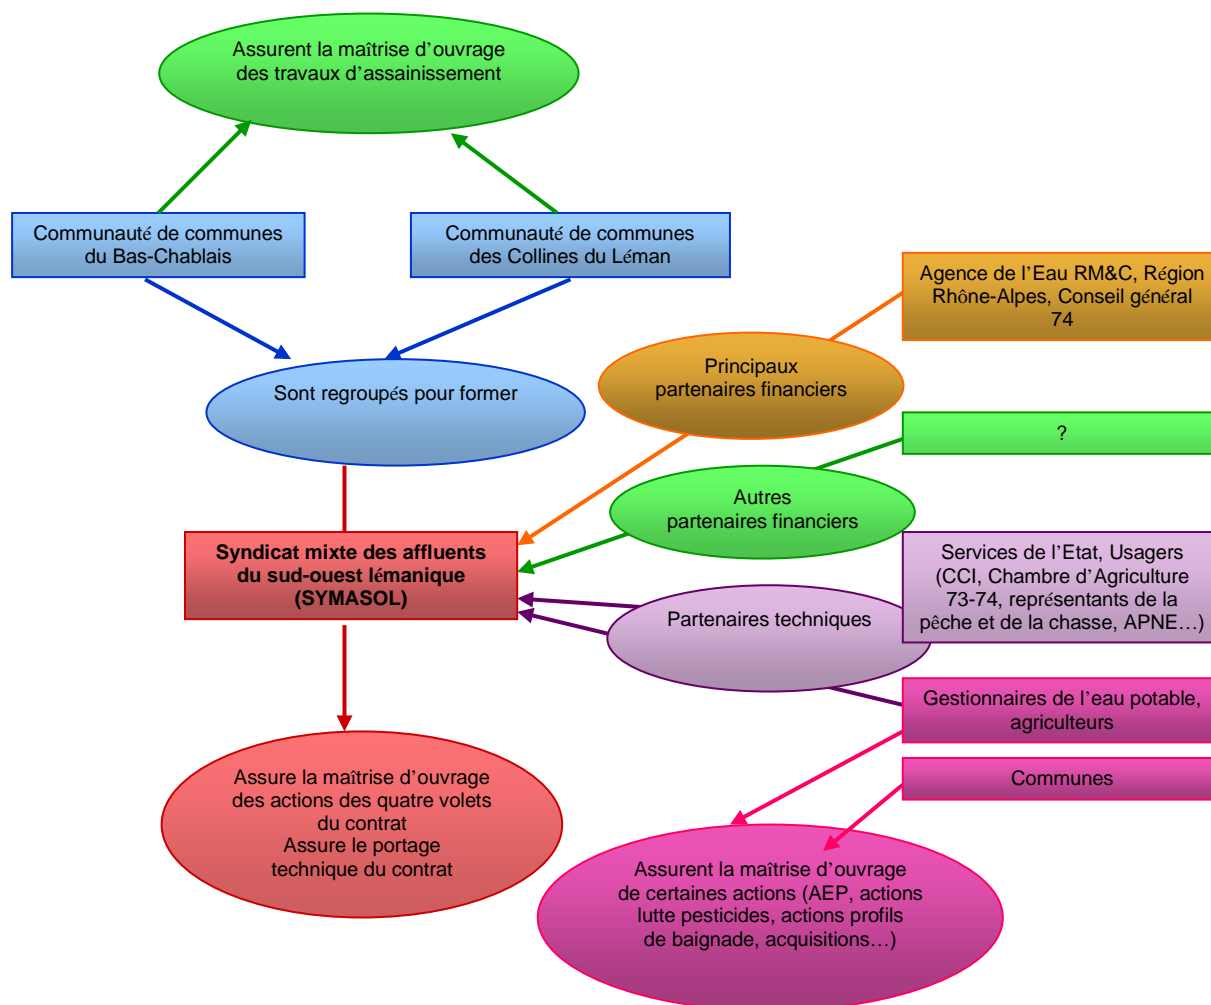 Assurent la maîtrise d’ouvrage
des travaux d’assainissement
Communauté de communes
du Bas-Chablais
Communauté de communes
des Collines du Léman
Agence de l’Eau RM&C, Région
Rhône-Alpes, Conseil général
74
Principaux
partenaires financiers
Sont regroupés pour former
?
Autres
partenaires financiers
Syndicat mixte des affluents
du sud-ouest lémanique
(SYMASOL)
Services de l’Etat, Usagers
(CCI, Chambre d’Agriculture
73-74, représentants de la
pêche et de la chasse, APNE…)
Partenaires techniques
Gestionnaires de l’eau potable,
agriculteurs
Communes
Assure la maîtrise d’ouvrage
des actions des quatre volets
du contrat
Assure le portage
technique du contrat
Assurent la maîtrise d’ouvrage
de certaines actions (AEP, actions
lutte pesticides, actions profils
de baignade, acquisitions…)